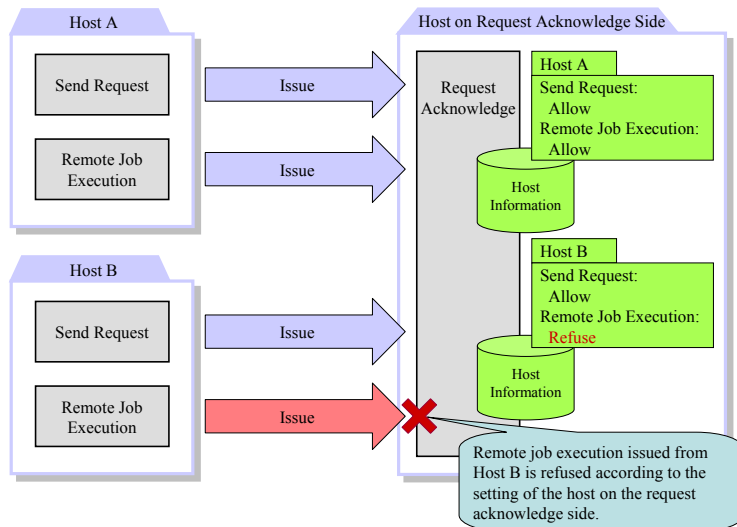 Host A
Send Request
Remote Job
Execution
Issue
Issue
Host B
Send Request
Remote Job
Execution
Issue
Issue
Host on Request Acknowledge Side
Request
Acknowledge
Host A
Send Request:
Allow
Remote Job Execution:
Allow
Host
Information
Host B
Send Request:
Allow
Remote Job Execution:
Refuse
Host
Information
Remote job execution issued from
Host B is refused according to the
setting of the host on the request
acknowledge side.